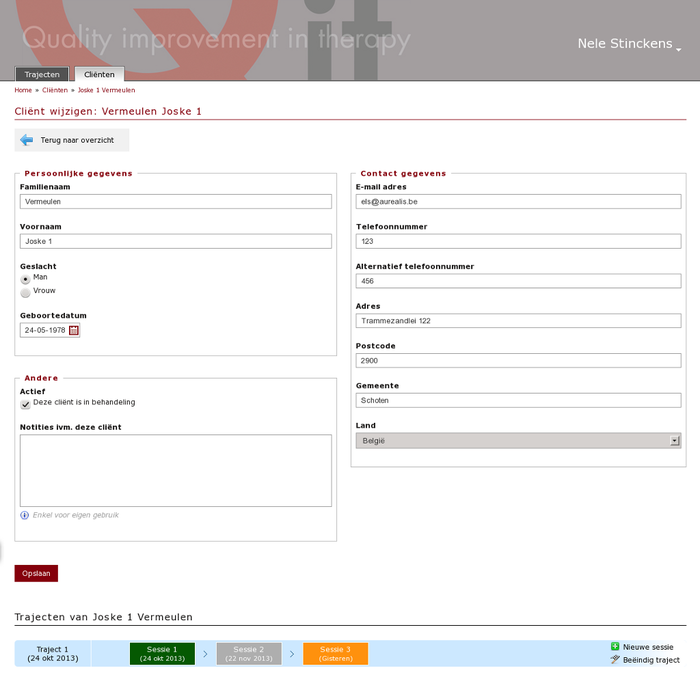 Quality improvement in therapy
it
Nele Stinckens
Trajecten
Cliënten
Home » Cliënten » Joske 1 Vermeulen
Cliënt wijzigen: Vermeulen Joske 1
Terug naar overzicht
Persoonlijke gegevens
Familienaam
Vermeulen
Voornaam
Joske 1
Geslacht
Man
Vrouw
Geboortedatum
24-05-1978
Andere
Actief
Deze cliënt is in behandeling
Notities ivm. deze cliënt
Enkel voor eigen gebruik
Contact gegevens
E-mail adres
els@aurealis.be
Telefoonnummer
123
Alternatief telefoonnummer
456
Adres
Trammezandlei 122
Postcode
2900
Gemeente
Schoten
Land
België
Opslaan
Trajecten van Joske 1 Vermeulen
Traject 1
(24 okt 2013)
Sessie 1
(24 okt 2013)
Sessie 2
(22 nov 2013)
Sessie 3
(Gisteren)
Nieuwe sessie
Beëindig traject